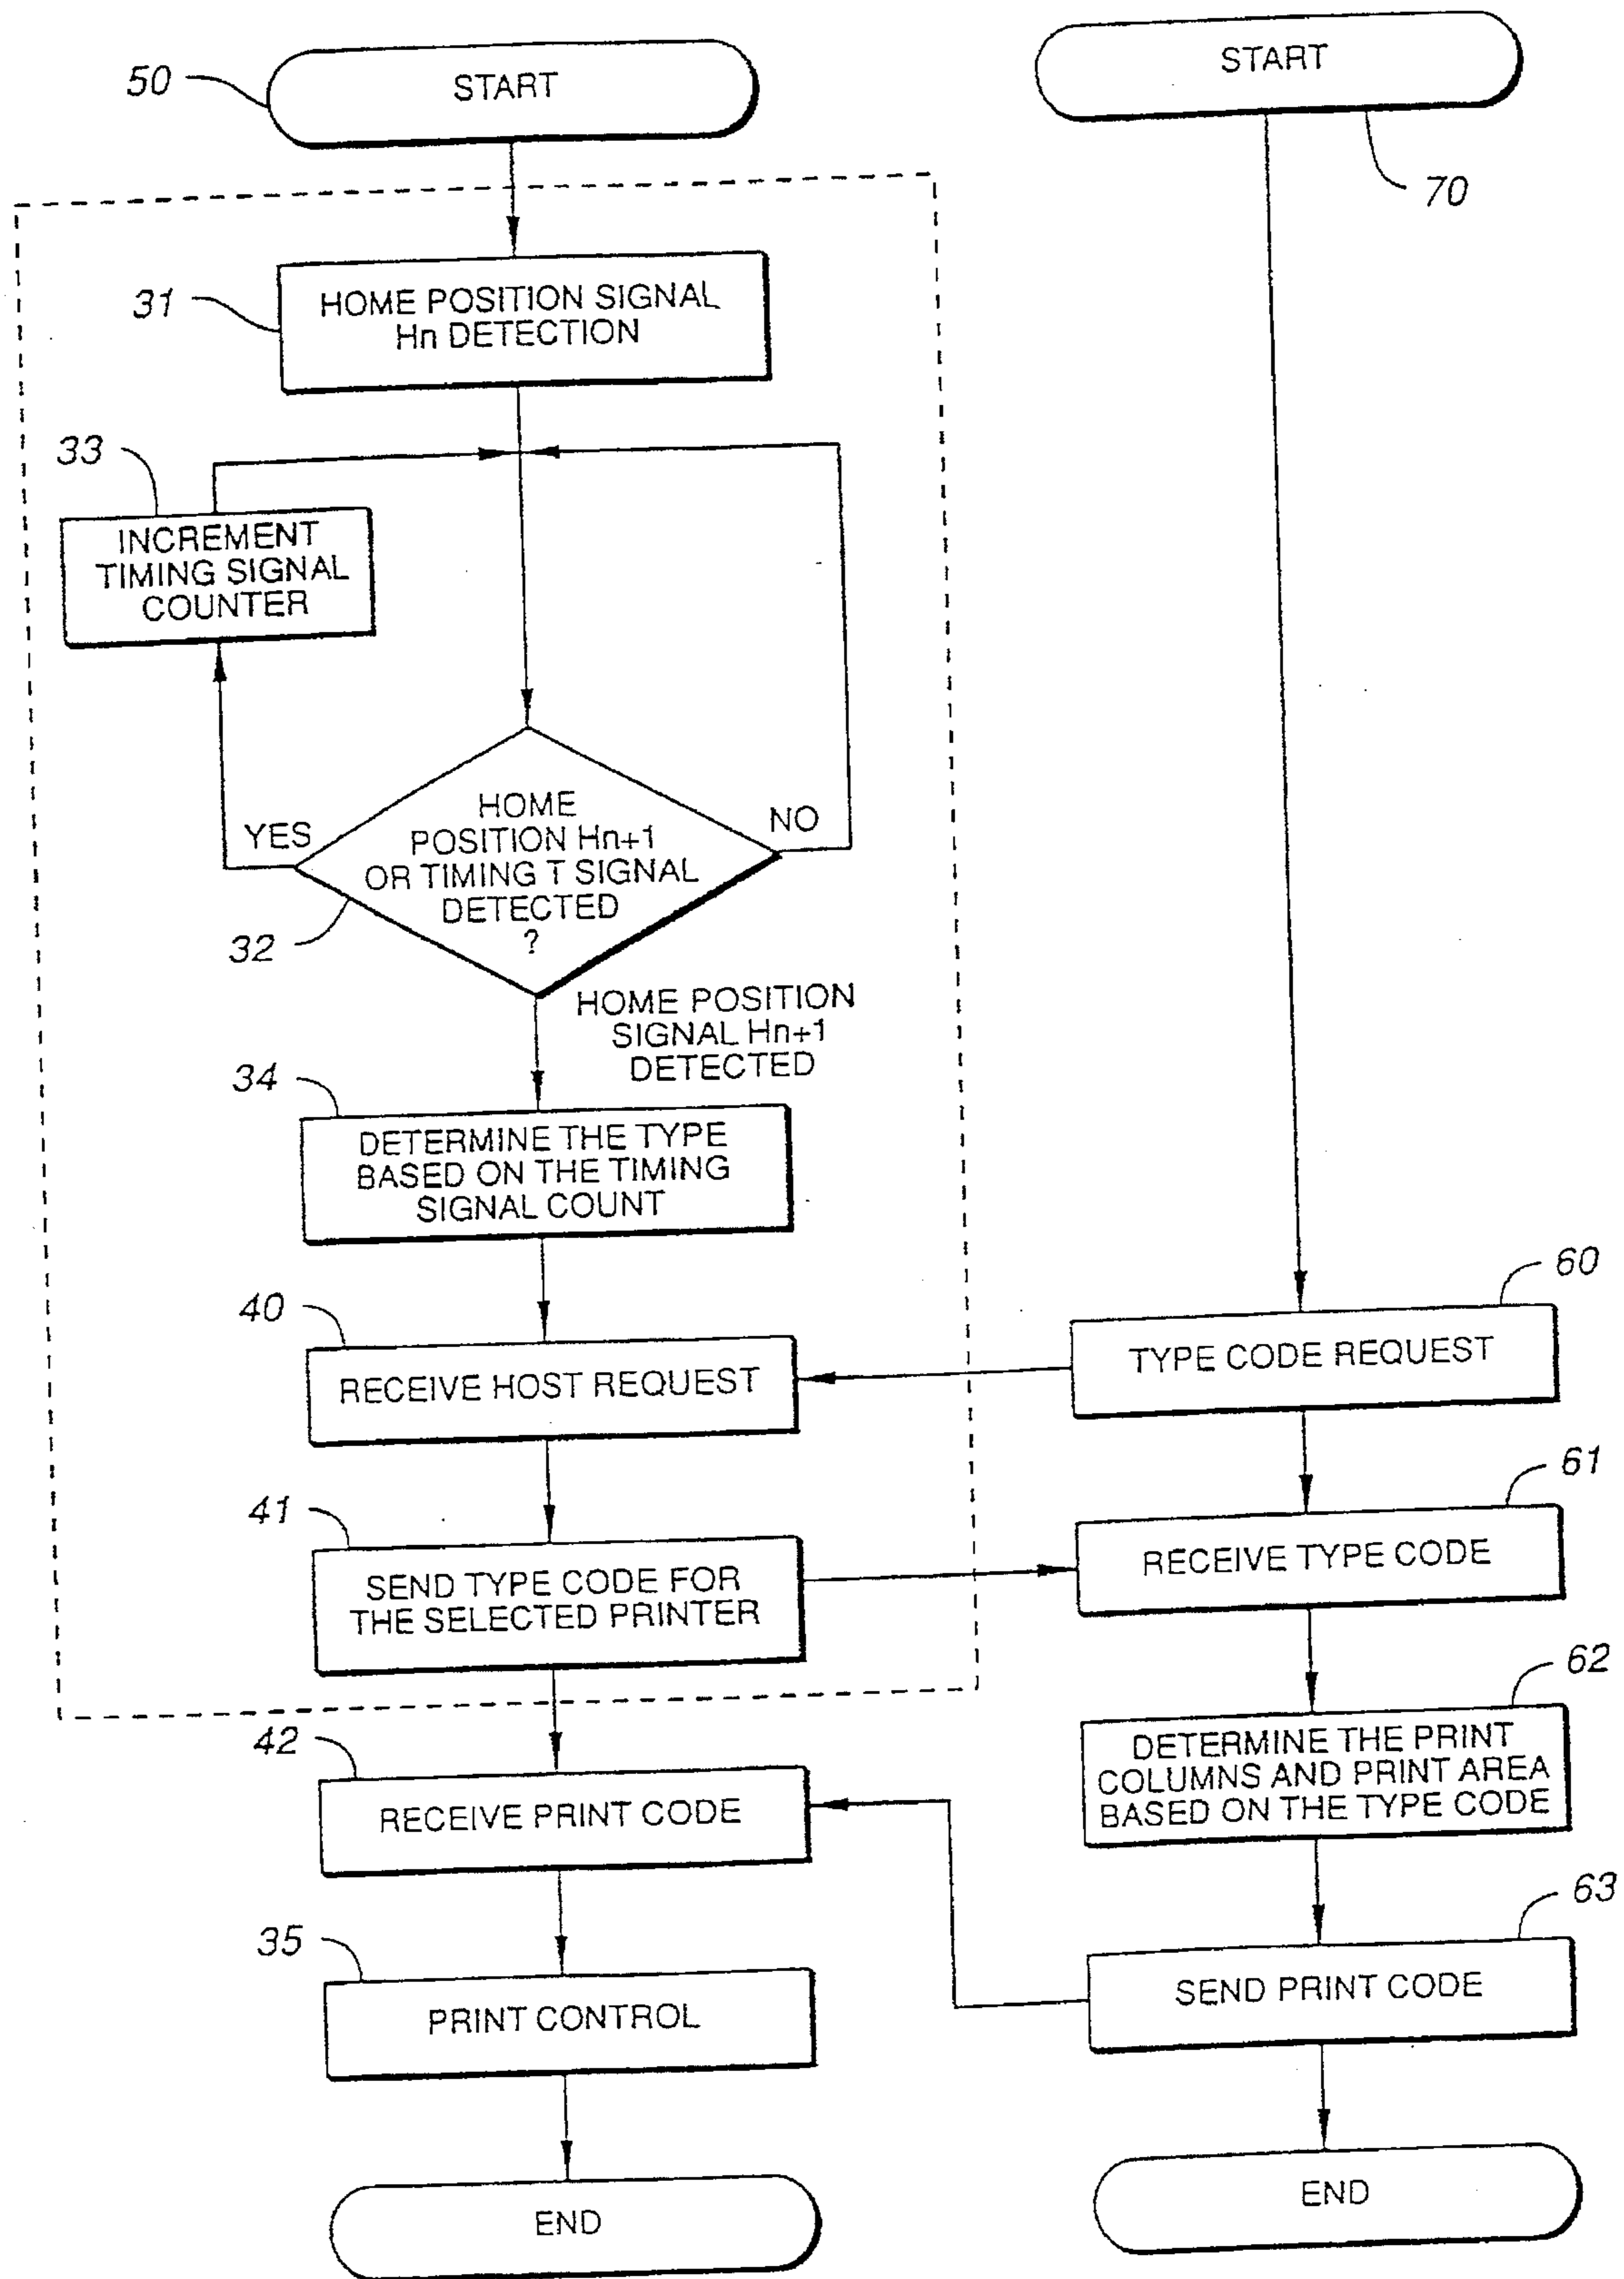 50
START
31
HOME POSITION SIGNAL
Hn DETECTION
33
INCREMENT
TIMING SIGNAL
COUNTER
YES
HOME
POSITION Hn+1
OR TIMING T SIGNAL
DETECTED
?
NO
32
HOME POSITION
SIGNAL Hn+1
DETECTED
34
DETERMINE THE TYPE
BASED ON THE TIMING
SIGNAL COUNT
40
RECEIVE HOST REQUEST
41
SEND TYPE CODE FOR
THE SELECTED PRINTER
42
RECEIVE PRINT CODE
35
PRINT CONTROL
END
START
70
60
TYPE CODE REQUEST
61
RECEIVE TYPE CODE
62
DETERMINE THE PRINT
COLUMNS AND PRINT AREA
BASED ON THE TYPE CODE
63
SEND PRINT CODE
END